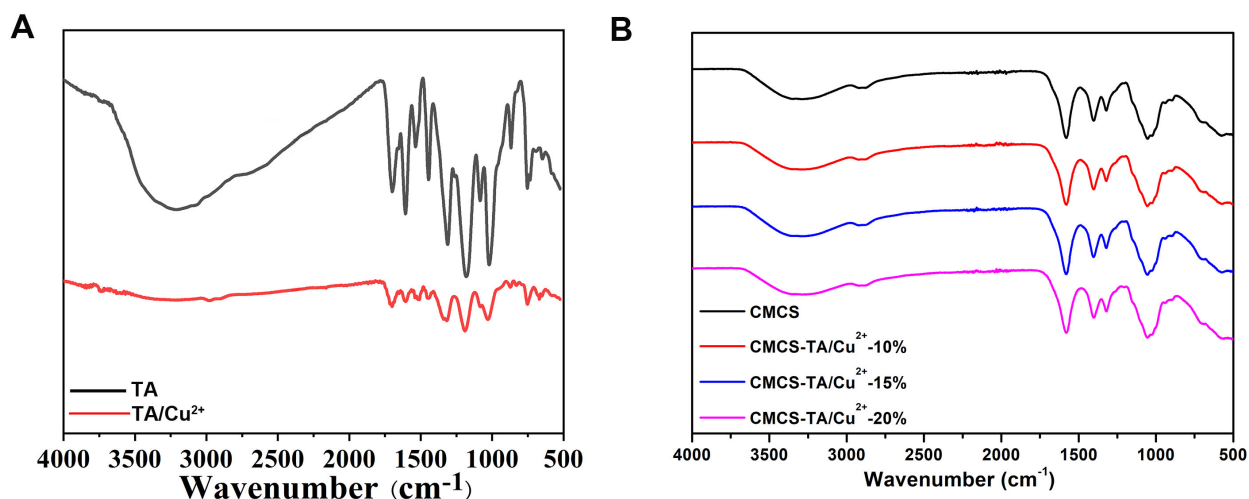 A
TA
TA/Cu²⁺
4000 3500 3000 2500 2000 1500 1000 500
Wavenumber (cm⁻¹)
B
CMCS
CMCS-TA/Cu²⁺-10%
CMCS-TA/Cu²⁺-15%
CMCS-TA/Cu²⁺-20%
4000 3500 3000 2500 2000 1500 1000 500
Wavenumber (cm⁻¹)